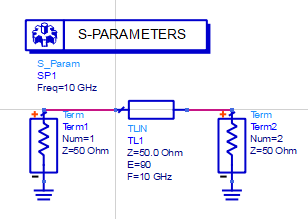 S-PARAMETERS
S_Param
SP1
Freq=10 GHz
Term
Term1
Num=1
Z=50 Ohm
TLIN
TL1
Z=50.0 Ohm
E=90
F=10 GHz
Term
Term2
Num=2
Z=50 Ohm